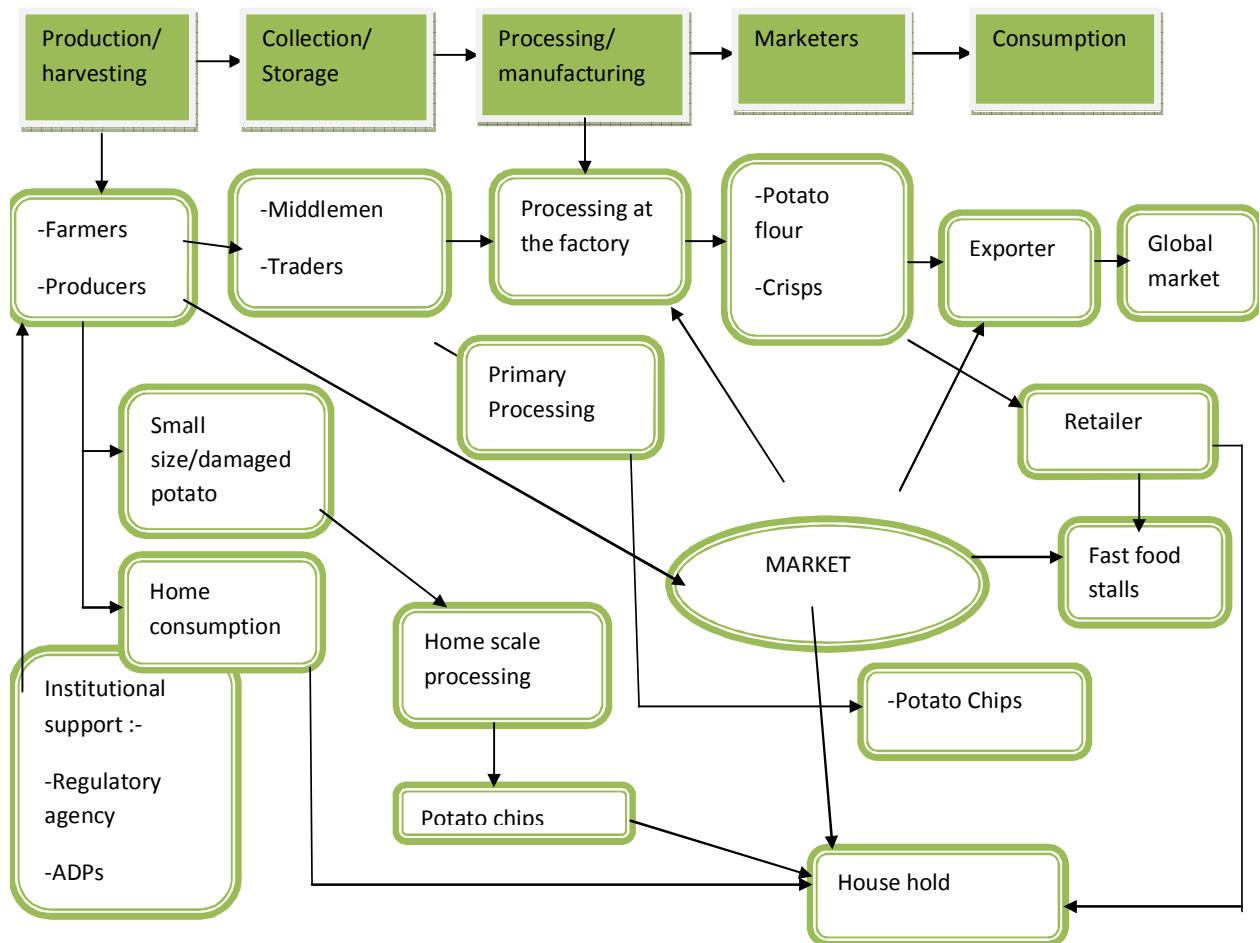 Production/
harvesting
Collection/
Storage
Processing/
manufacturing
Marketers
Consumption
-Farmers
-Producers
-Middlemen
-Traders
Processing at
the factory
-Potato
flour
-Crisps
Exporter
Global
market
Primary
Processing
Small
size/damaged
potato
Retailer
MARKET
Fast food
stalls
Home
consumption
Home scale
processing
Institutional
support :-
-Regulatory
agency
-ADPs
-Potato Chips
Potato chips
House hold